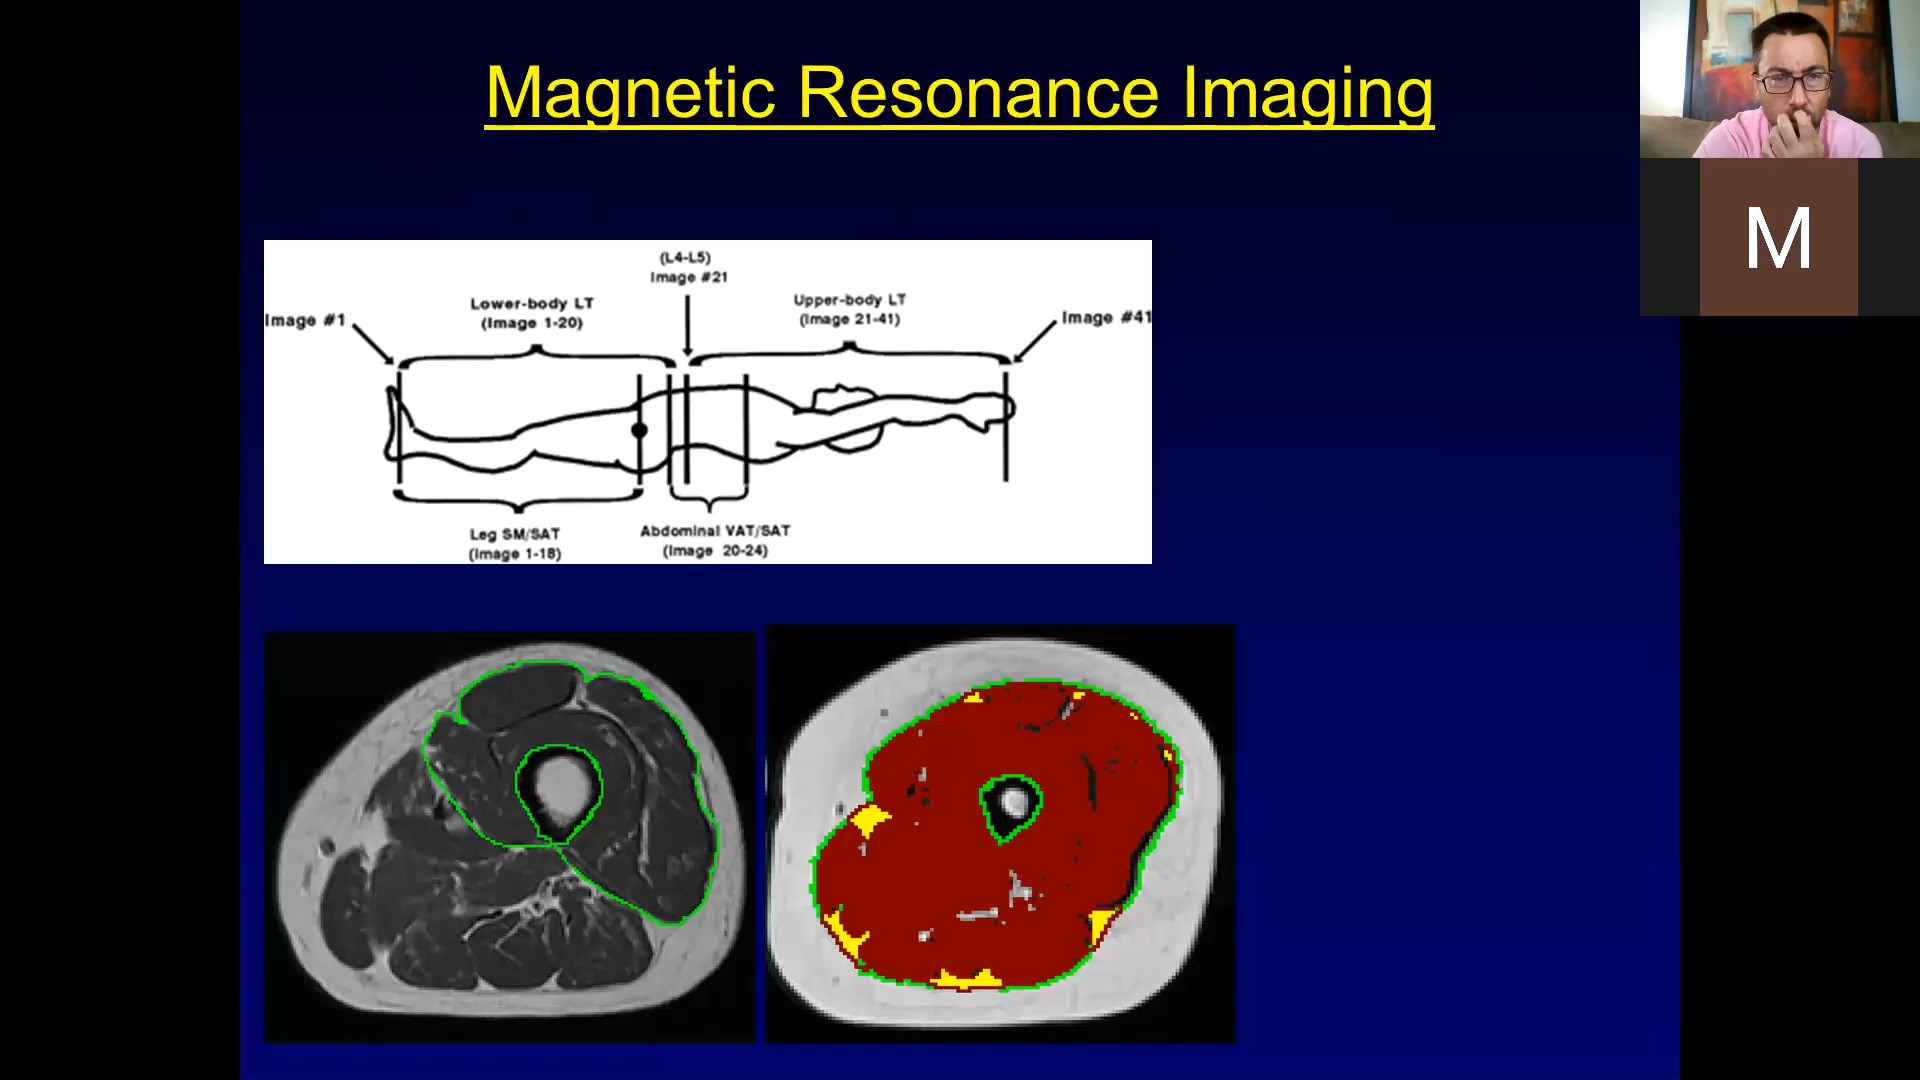 Magnetic Resonance Imaging
M
(L4-L5)
Image #21
Lower-body LT
(Image 1-20)
Upper-body LT
(Image 21-41)
Image #1
Image #41
Leg SM/SAT
(Image 1-18)
Abdominal VAT/SAT
(Image 20-24)